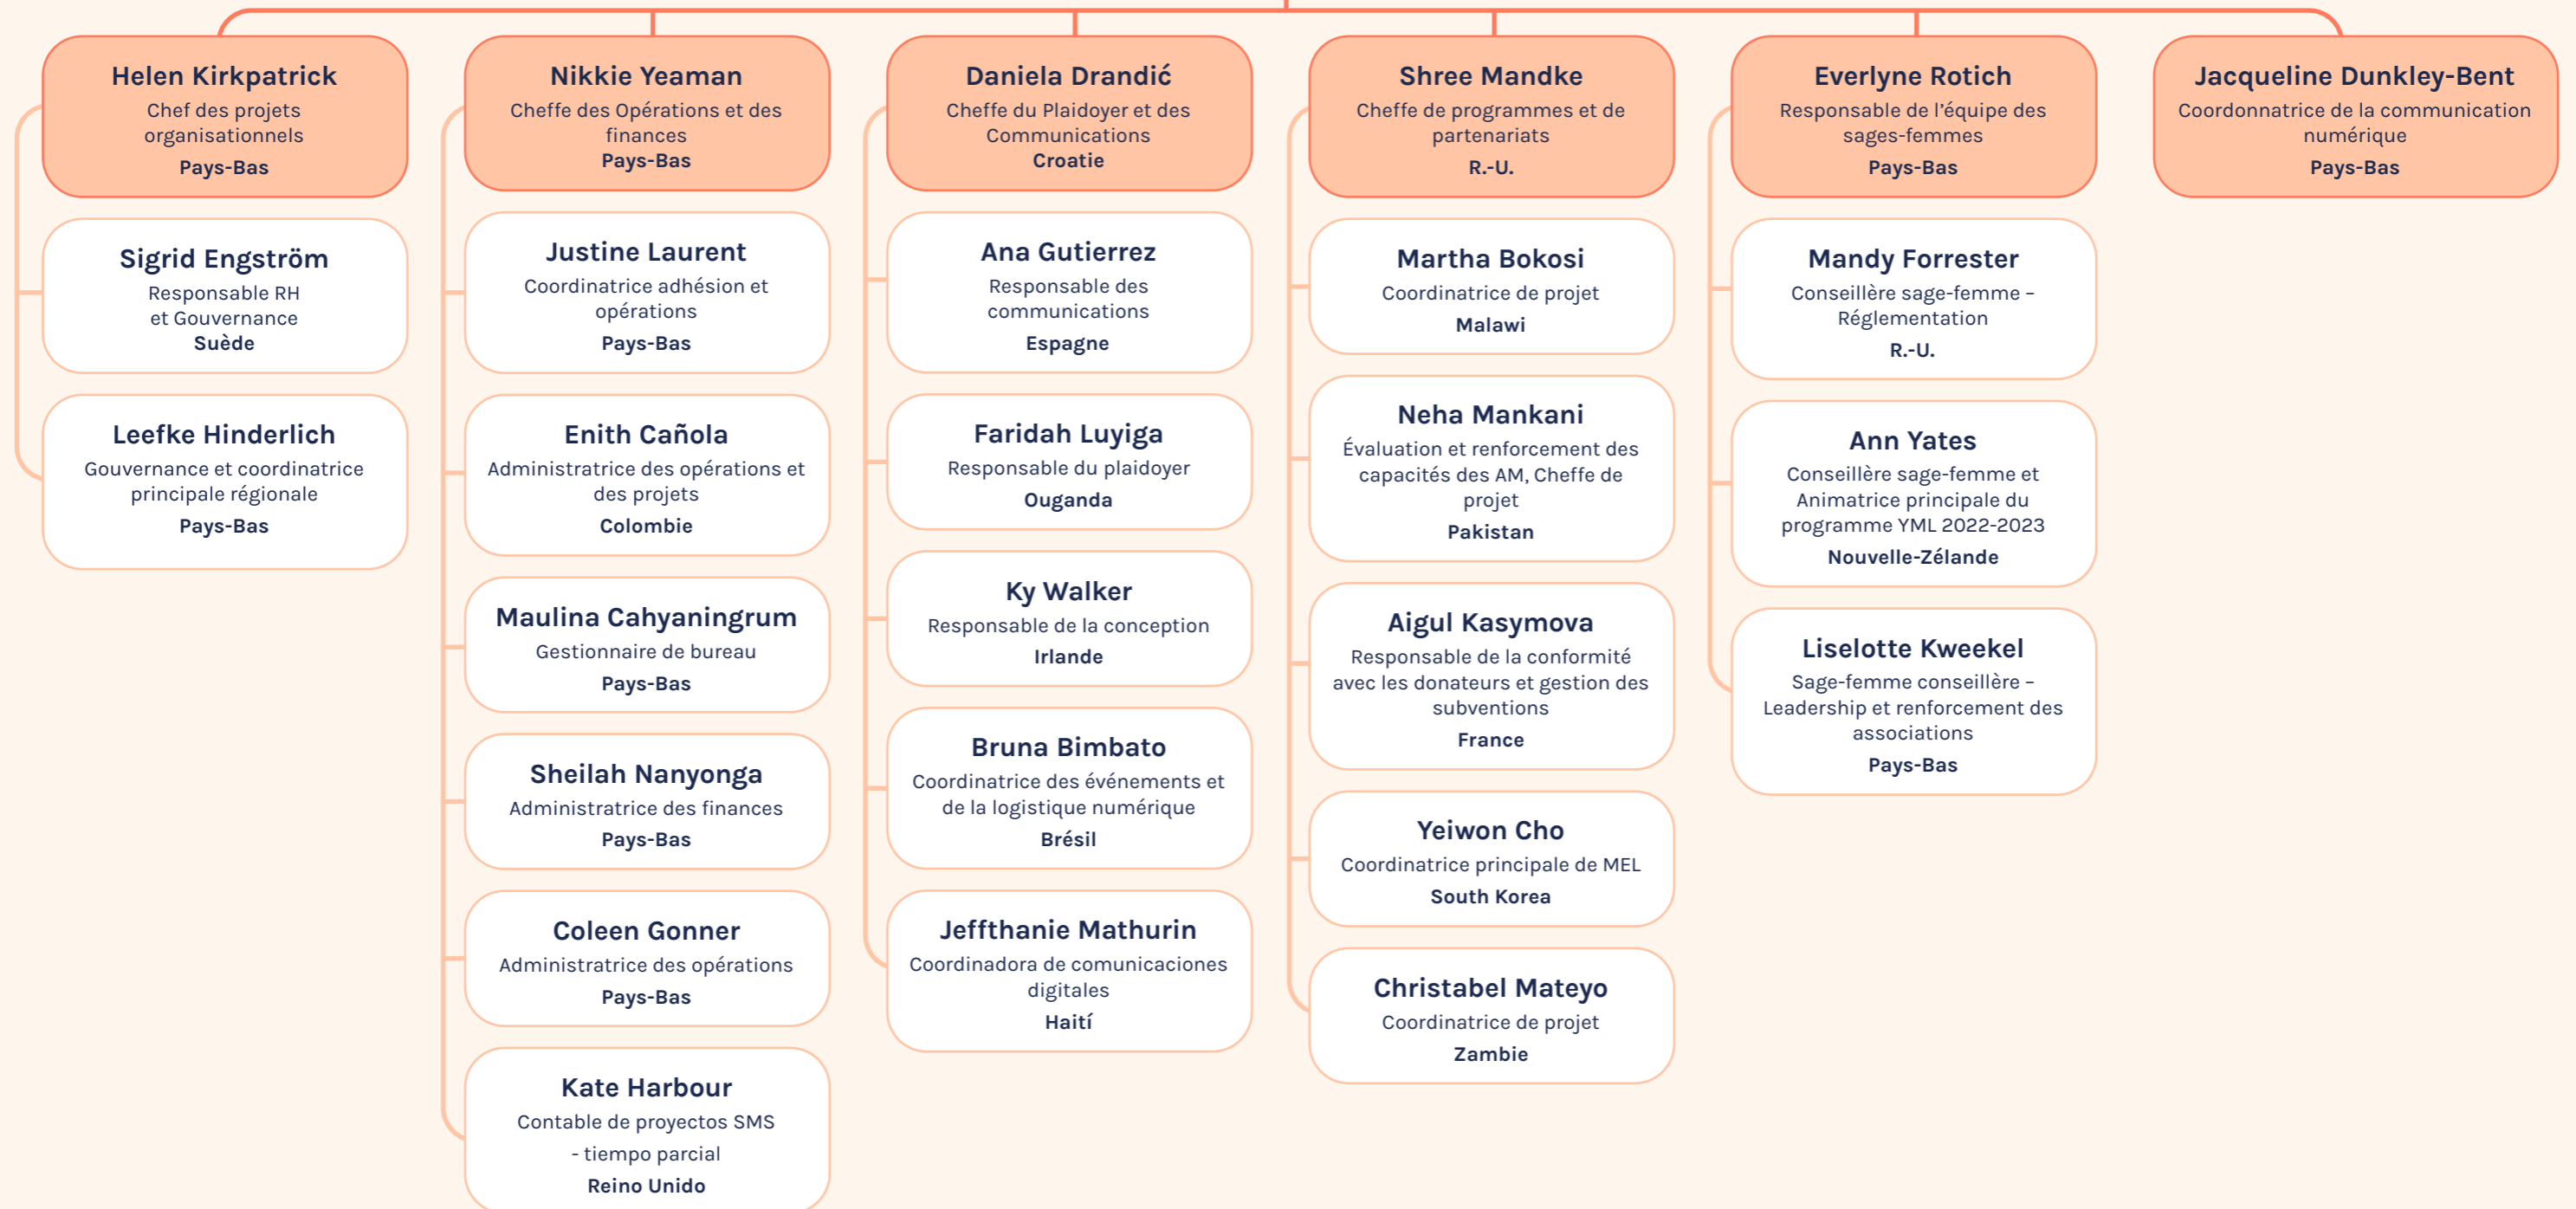 Helen Kirkpatrick
Chef des projets
organisationnels
Pays-Bas
Sigrid Engström
Responsable RH
et Gouvernance
Suède
Leefke Hinderlich
Gouvernance et coordinatrice
principale régionale
Pays-Bas
Nikkie Yeaman
Cheffe des Opérations et des
finances
Pays-Bas
Justine Laurent
Coordinatrice adhésion et
opérations
Pays-Bas
Enith Cañola
Administratrice des opérations et
des projets
Colombie
Maulina Cahyaningrum
Gestionnaire de bureau
Pays-Bas
Sheilah Nanyonga
Administratrice des finances
Pays-Bas
Coleen Gonner
Administratrice des opérations
Pays-Bas
Kate Harbour
Contable de proyectos SMS
- tiempo parcial
Reino Unido
Daniela Drandić
Cheffe du Plaidoyer et des
Communications
Croatie
Ana Gutierrez
Responsable des
communications
Espagne
Faridah Luyiga
Responsable du plaidoyer
Ouganda
Ky Walker
Responsable de la conception
Irlande
Bruna Bimbato
Coordinatrice des événements et
de la logistique numérique
Brésil
Jeffthanie Mathurin
Coordinadora de comunicaciones
digitales
Haití
Shree Mandke
Cheffe de programmes et de
partenariats
R.-U.
Martha Bokosi
Coordinatrice de projet
Malawi
Neha Mankani
Évaluation et renforcement des
capacités des AM, Cheffe de
projet
Pakistan
Aigul Kasymova
Responsable de la conformité
avec les donateurs et gestion des
subventions
France
Yeiwon Cho
Coordinatrice principale de MEL
South Korea
Christabel Mateyo
Coordinatrice de projet
Zambie
Everlyne Rotich
Responsable de l’équipe des
sages-femmes
Pays-Bas
Mandy Forrester
Conseillère sage-femme –
Réglementation
R.-U.
Ann Yates
Conseillère sage-femme et
Animatrice principale du
programme YML 2022-2023
Nouvelle-Zélande
Liselotte Kweekel
Sage-femme conseillère –
Leadership et renforcement des
associations
Pays-Bas
Jacqueline Dunkley-Bent
Coordonnatrice de la communication
numérique
Pays-Bas